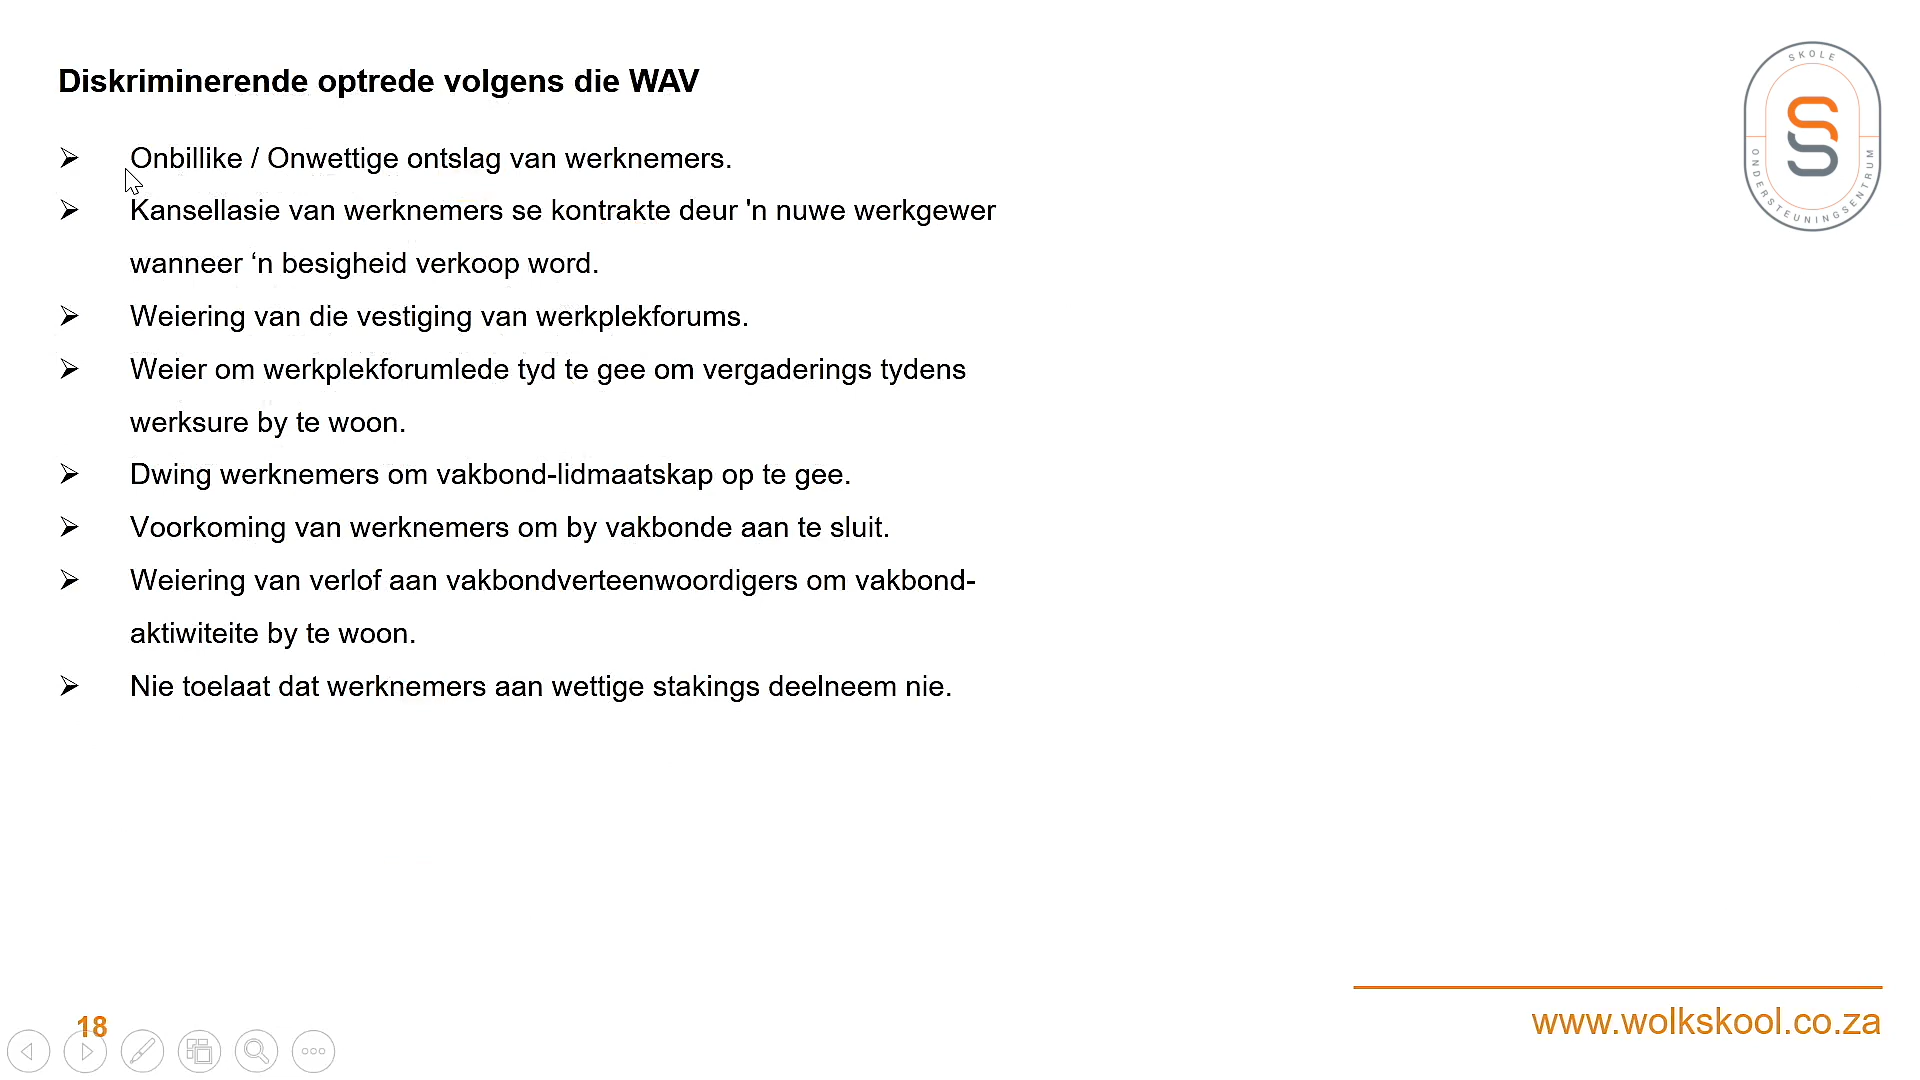 Diskriminerende optrede volgens die WAV
➢ Onbillike / Onwettige ontslag van werknemers.
➢ Kansellasie van werknemers se kontrakte deur 'n nuwe werkgewer
wanneer ‘n besigheid verkoop word.
➢ Weiering van die vestiging van werkplekforums.
➢ Weier om werkplekforumlede tyd te gee om vergaderings tydens
werksure by te woon.
➢ Dwing werknemers om vakbond-lidmaatskap op te gee.
➢ Voorkoming van werknemers om by vakbonde aan te sluit.
➢ Weiering van verlof aan vakbondverteenwoordigers om vakbond-
aktiwiteite by te woon.
➢ Nie toelaat dat werknemers aan wettige stakings deelneem nie.
SKOLE
ONDERSTEUNINGSENTRUM
18
www.wolkskool.co.za